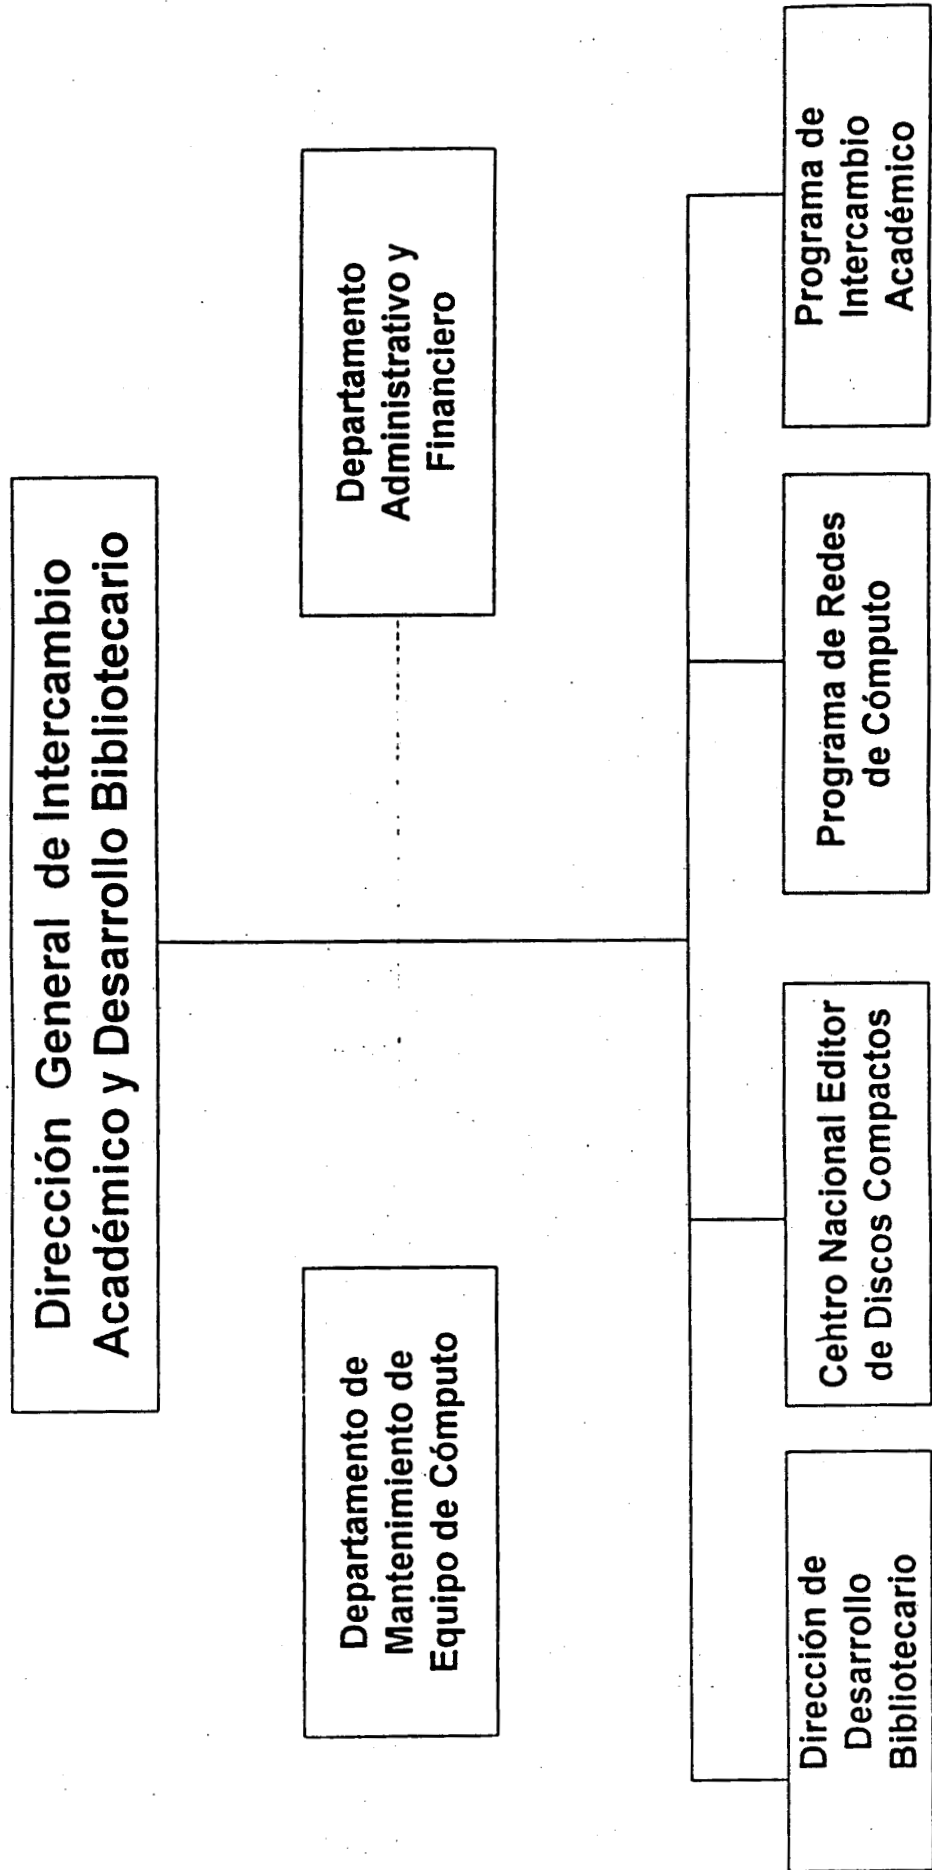 Dirección General de Intercambio
Académico y Desarrollo Bibliotecario
Departamento de
Mantenimiento de
Equipo de Cómputo
Departamento
Administrativo y
Financiero
Dirección de
Desarrollo
Bibliotecario
Cehtro Nacional Editor
de Discos Compactos
Programa de Redes
de Cómputo
Programa de
Intercambio
Académico